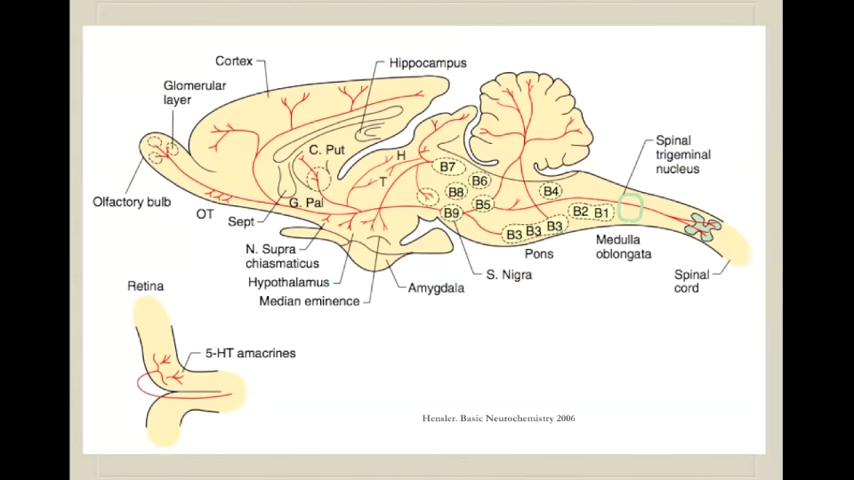 Cortex
Hippocampus
Glomerular
layer
C. Put
H
T
B7
B6
B8
B5
B9
B4
B2
B1
B3
B3
B3
Spinal
trigeminal
nucleus
Olfactory bulb
OT
Sept
G. Pal
N. Supra
chiasmaticus
Hypothalamus
Median eminence
Amygdala
S. Nigra
Pons
Medulla
oblongata
Spinal
cord
Retina
5-HT amacrines
Hensler. Basic Neurochemistry 2006